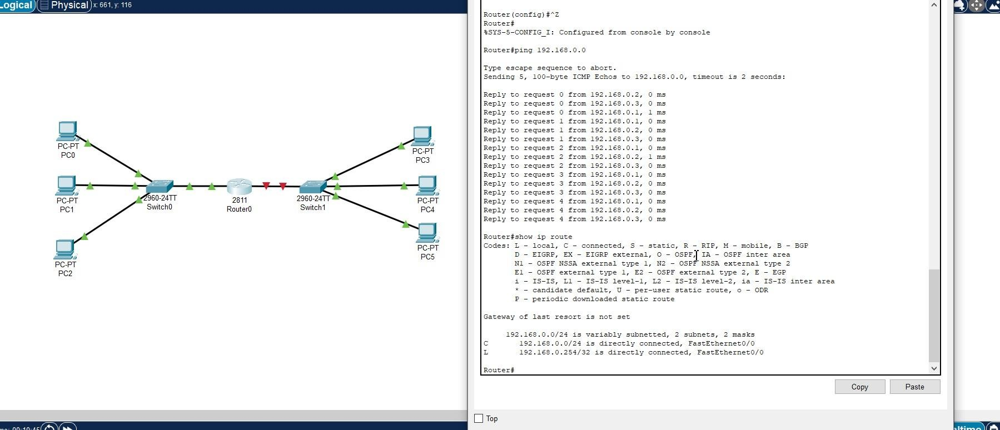 Logical Physical x: 661, y: 116
PC-PT
PC0
PC-PT
PC1
PC-PT
PC2
2960-24TT
Switch0
2811
Router0
2960-24TT
Switch1
PC-PT
PC3
PC-PT
PC4
PC-PT
PC5
Router(config)#^Z
Router#
%SYS-5-CONFIG_I: Configured from console by console
Router#ping 192.168.0.0
Type escape sequence to abort.
Sending 5, 100-byte ICMP Echos to 192.168.0.0, timeout is 2 seconds:
Reply to request 0 from 192.168.0.2, 0 ms
Reply to request 0 from 192.168.0.3, 0 ms
Reply to request 0 from 192.168.0.1, 1 ms
Reply to request 1 from 192.168.0.1, 0 ms
Reply to request 1 from 192.168.0.2, 0 ms
Reply to request 1 from 192.168.0.3, 0 ms
Reply to request 2 from 192.168.0.1, 0 ms
Reply to request 2 from 192.168.0.2, 1 ms
Reply to request 2 from 192.168.0.3, 0 ms
Reply to request 3 from 192.168.0.1, 0 ms
Reply to request 3 from 192.168.0.2, 0 ms
Reply to request 3 from 192.168.0.3, 0 ms
Reply to request 4 from 192.168.0.1, 0 ms
Reply to request 4 from 192.168.0.2, 0 ms
Reply to request 4 from 192.168.0.3, 0 ms
Router#show ip route
Codes: L - local, C - connected, S - static, R - RIP, M - mobile, B - BGP
D - EIGRP, EX - EIGRP external, O - OSPF, IA - OSPF inter area
N1 - OSPF NSSA external type 1, N2 - OSPF NSSA external type 2
E1 - OSPF external type 1, E2 - OSPF external type 2, E - EGP
i - IS-IS, L1 - IS-IS level-1, L2 - IS-IS level-2, ia - IS-IS inter area
* - candidate default, U - per-user static route, o - ODR
P - periodic downloaded static route
Gateway of last resort is not set
192.168.0.0/24 is variably subnetted, 2 subnets, 2 masks
C 192.168.0.0/24 is directly connected, FastEthernet0/0
L 192.168.0.254/32 is directly connected, FastEthernet0/0
Router#
Copy Paste
Top